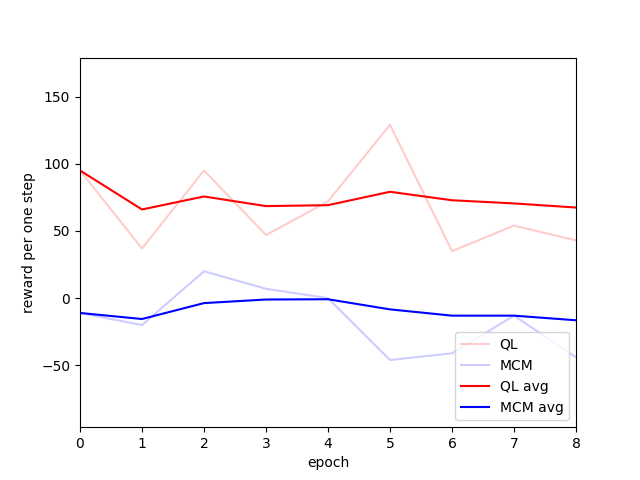 150
100
50
0
−50
reward per one step
0 1 2 3 4 5 6 7 8
epoch
QL
MCM
QL avg
MCM avg